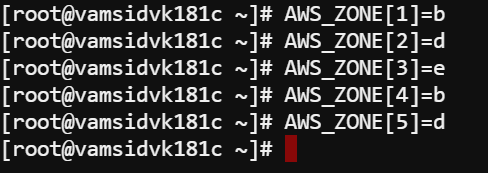 [root@vamsidvk181c ~]# AWS_ZONE[1]=b
[root@vamsidvk181c ~]# AWS_ZONE[2]=d
[root@vamsidvk181c ~]# AWS_ZONE[3]=e
[root@vamsidvk181c ~]# AWS_ZONE[4]=b
[root@vamsidvk181c ~]# AWS_ZONE[5]=d
[root@vamsidvk181c ~]#